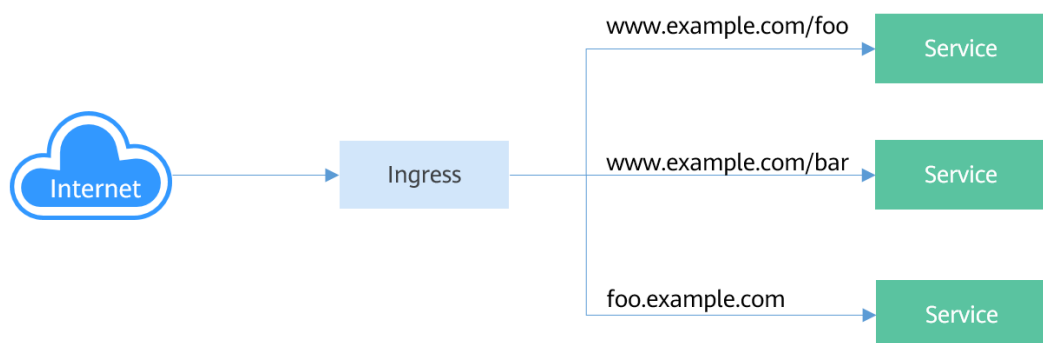 www.example.com/foo
Service
Internet
Ingress
www.example.com/bar
Service
foo.example.com
Service